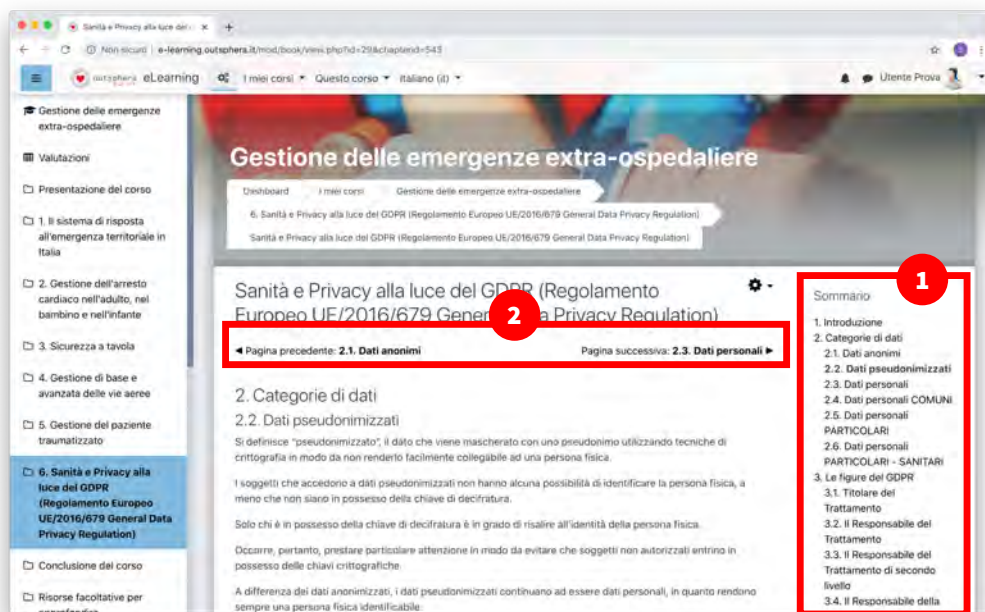 Sanità e Privacy alla luce del
Non sicuro | e-learning.outsphera.it/mod/book/view.php?id=29&chapterid=543
outsphera eLearning
I miei corsi
Questo corso
Italiano (it)
Utente Prova
Gestione delle emergenze
extra-ospedaliere
Valutazioni
Presentazione del corso
1. Il sistema di risposta
all'emergenza territoriale in
Italia
2. Gestione dell'arresto
cardiaco nell'adulto, nel
bambino e nell'infante
3. Sicurezza a tavola
4. Gestione di base e
avanzata delle vie aeree
5. Gestione del paziente
traumatizzato
6. Sanità e Privacy alla
luce del GDPR
(Regolamento Europeo
UE/2016/679 General Data
Privacy Regulation)
Conclusione del corso
Risorse facoltative per
Gestione delle emergenze extra-ospedaliere
Dashboard
I miei corsi
Gestione delle emergenze extra-ospedaliere
6. Sanità e Privacy alla luce del GDPR (Regolamento Europeo UE/2016/679 General Data Privacy Regulation)
Sanità e Privacy alla luce del GDPR (Regolamento Europeo UE/2016/679 General Data Privacy Regulation)
Sanità e Privacy alla luce del GDPR (Regolamento
Europeo UE/2016/679 Gener a Privacy Regulation)
2
◄ Pagina precedente: 2.1. Dati anonimi
Pagina successiva: 2.3. Dati personali ►
2. Categorie di dati
2.2. Dati pseudonimizzati
Si definisce "pseudonimizzato", il dato che viene mascherato con uno pseudonimo utilizzando tecniche di
crittografia in modo da non renderlo facilmente collegabile ad una persona fisica.
I soggetti che accedono a dati pseudonimizzati non hanno alcuna possibilità di identificare la persona fisica, a
meno che non siano in possesso della chiave di decifratura.
Solo chi è in possesso della chiave di decifratura è in grado di risalire all'identità della persona fisica.
Occorre, pertanto, prestare particolare attenzione in modo da evitare che soggetti non autorizzati entrino in
possesso delle chiavi crittografiche.
A differenza dei dati anonimizzati, i dati pseudonimizzati continuano ad essere dati personali, in quanto rendono
sempre una persona fisica identificabile.
1
Sommario
1. Introduzione
2. Categorie di dati
2.1. Dati anonimi
2.2. Dati pseudonimizzati
2.3. Dati personali
2.4. Dati personali COMUNI
2.5. Dati personali
PARTICOLARI
2.6. Dati personali
PARTICOLARI - SANITARI
3. Le figure del GDPR
3.1. Titolare del
Trattamento
3.2. Il Responsabile del
Trattamento
3.3. Il Responsabile del
Trattamento di secondo
livello
3.4. Il Responsabile della